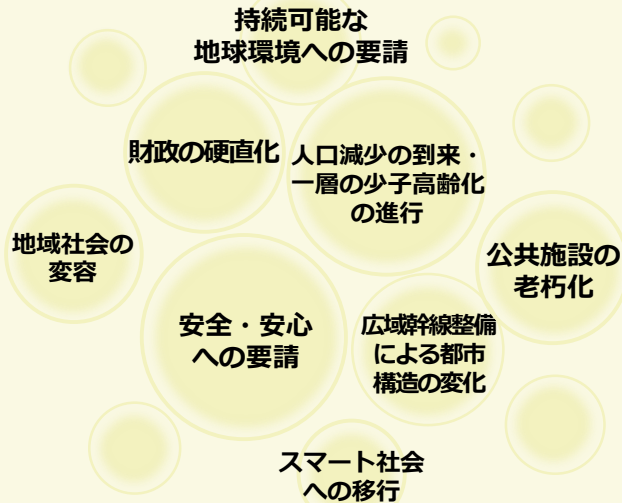 持続可能な
地球環境への要請
財政の硬直化
人口減少の到来・
一層の少子高齢化
の進行
地域社会の
変容
公共施設の
老朽化
安全・安心
への要請
広域幹線整備
による都市
構造の変化
スマート社会
への移行